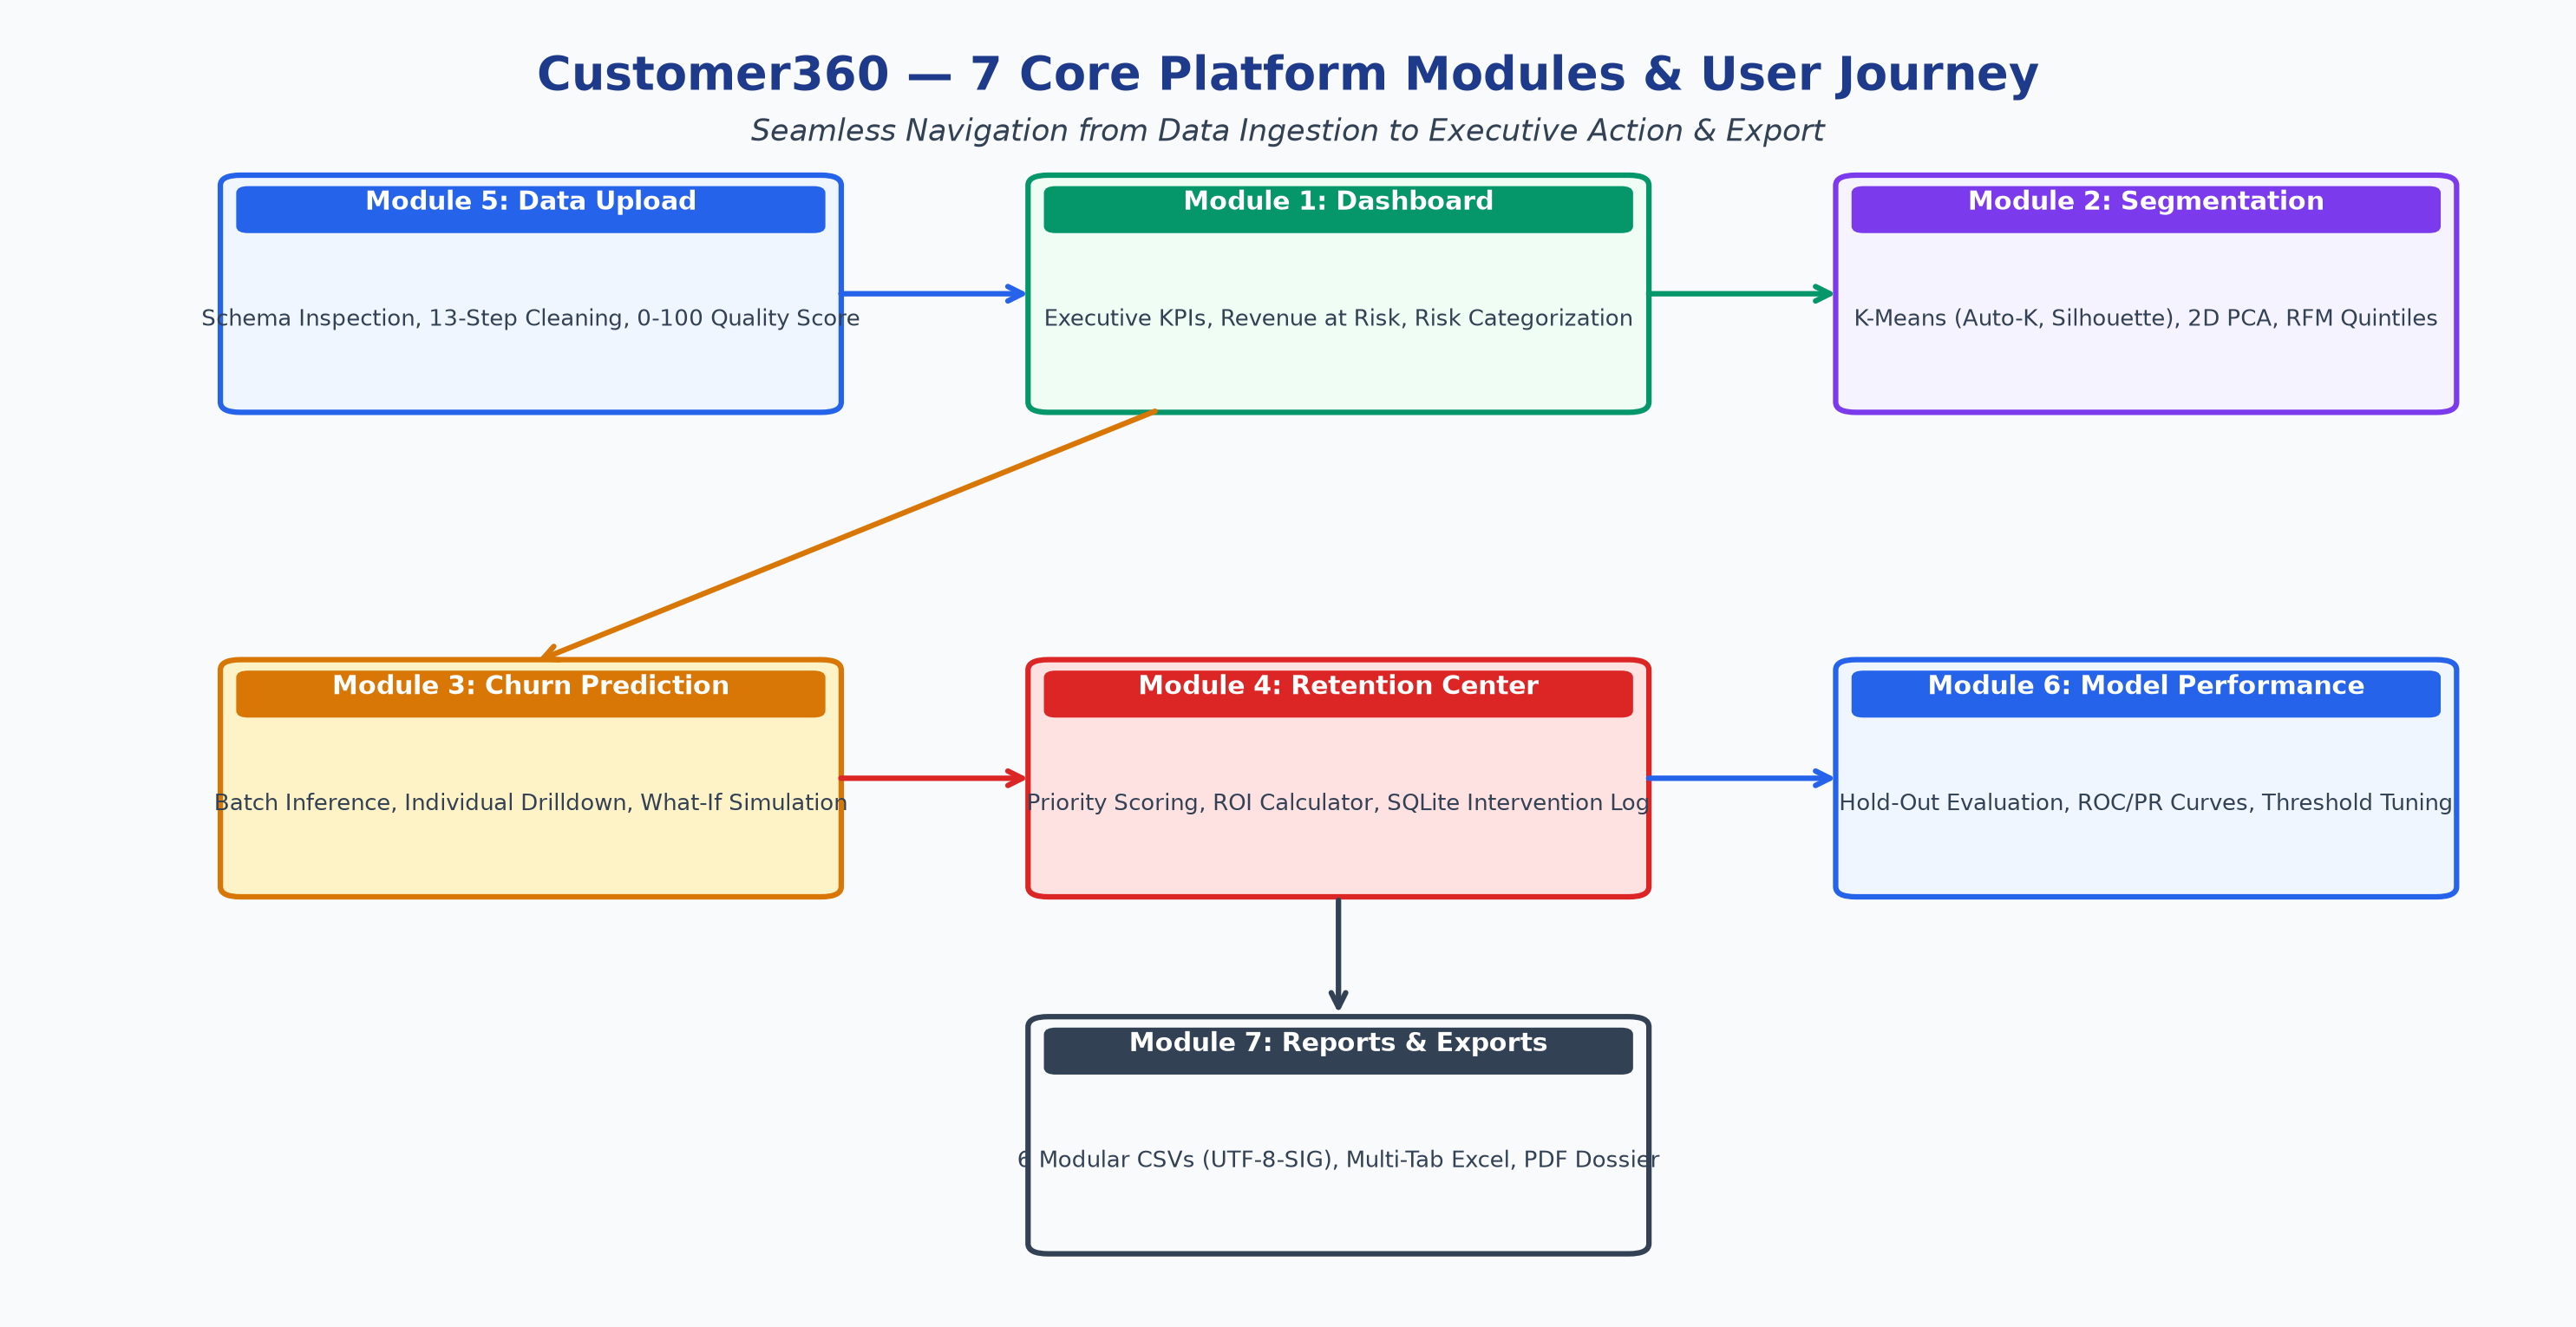 Customer360 — 7 Core Platform Modules & User Journey
Seamless Navigation from Data Ingestion to Executive Action & Export
Module 5: Data Upload
Schema Inspection, 13-Step Cleaning, 0-100 Quality Score
Module 1: Dashboard
Executive KPIs, Revenue at Risk, Risk Categorization
Module 2: Segmentation
K-Means (Auto-K, Silhouette), 2D PCA, RFM Quintiles
Module 3: Churn Prediction
Batch Inference, Individual Drilldown, What-If Simulation
Module 4: Retention Center
Priority Scoring, ROI Calculator, SQLite Intervention Log
Module 6: Model Performance
Hold-Out Evaluation, ROC/PR Curves, Threshold Tuning
Module 7: Reports & Exports
6 Modular CSVs (UTF-8-SIG), Multi-Tab Excel, PDF Dossier